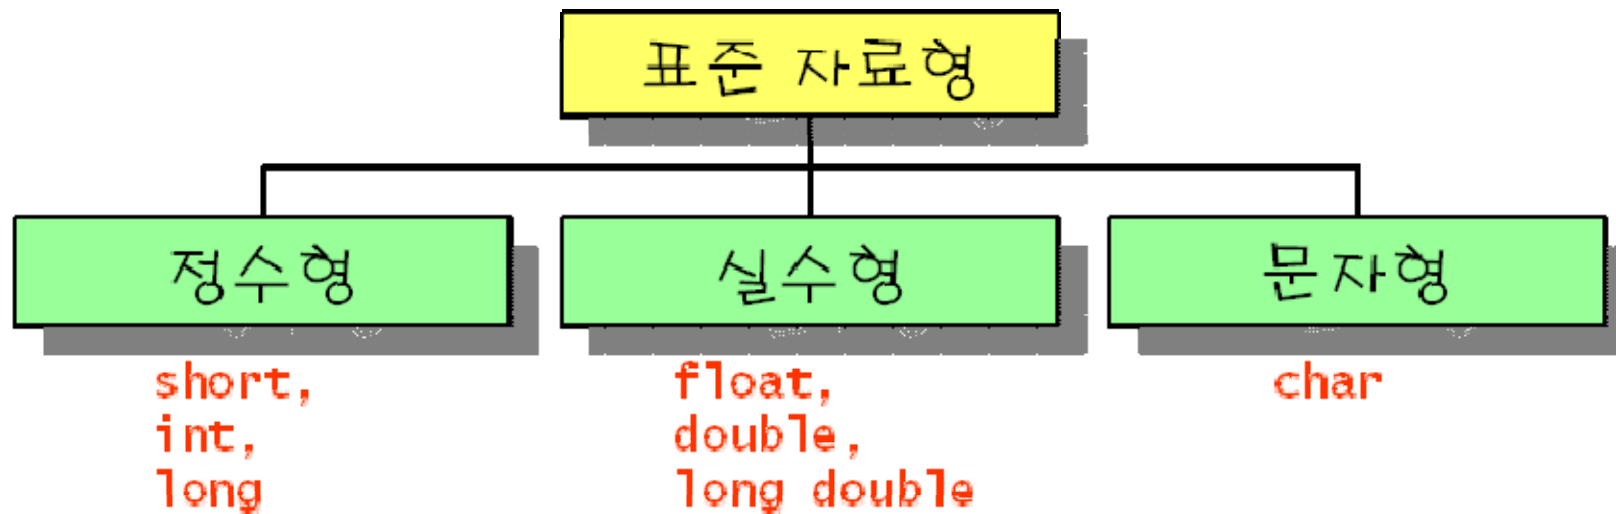 표준 자료형
정수형
실수형
문자형
short,
int,
long
float,
double,
long double
char